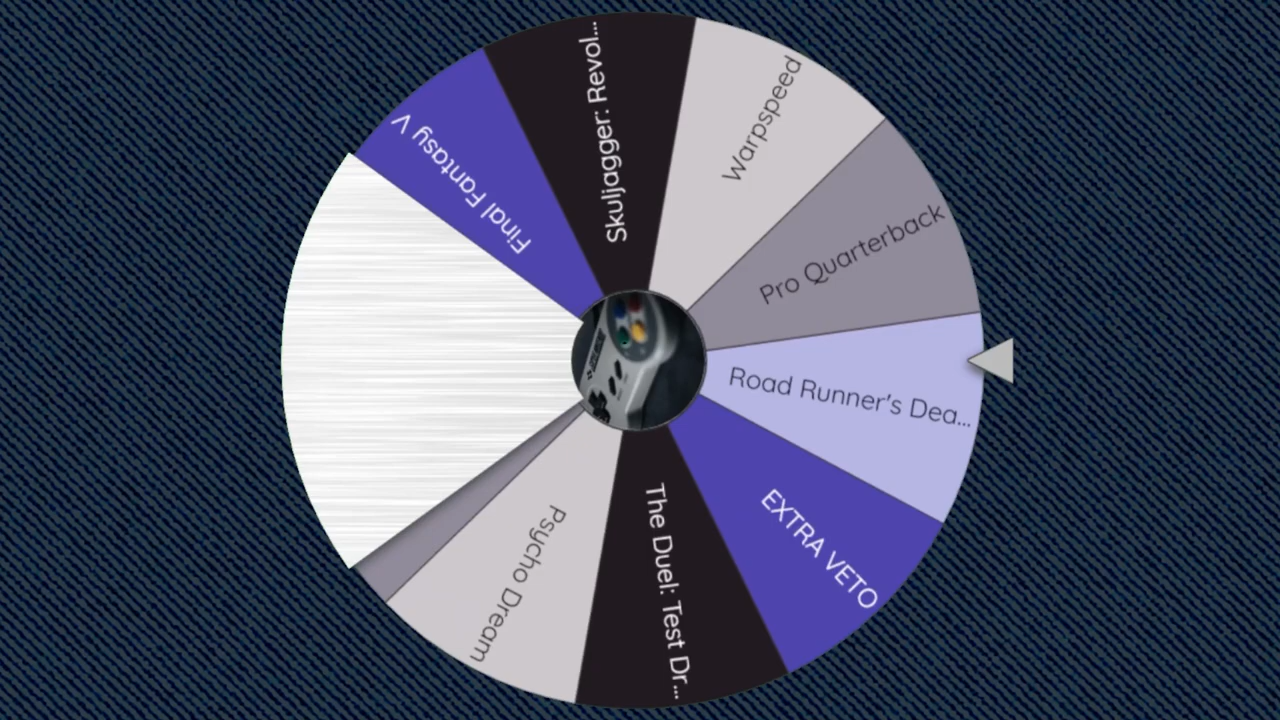 Final Fantasy V
Skuljagger: Revol...
Warpspeed
Pro Quarterback
Road Runner's Dea...
EXTRA VETO
The Duel: Test Dr...
Psycho Dream